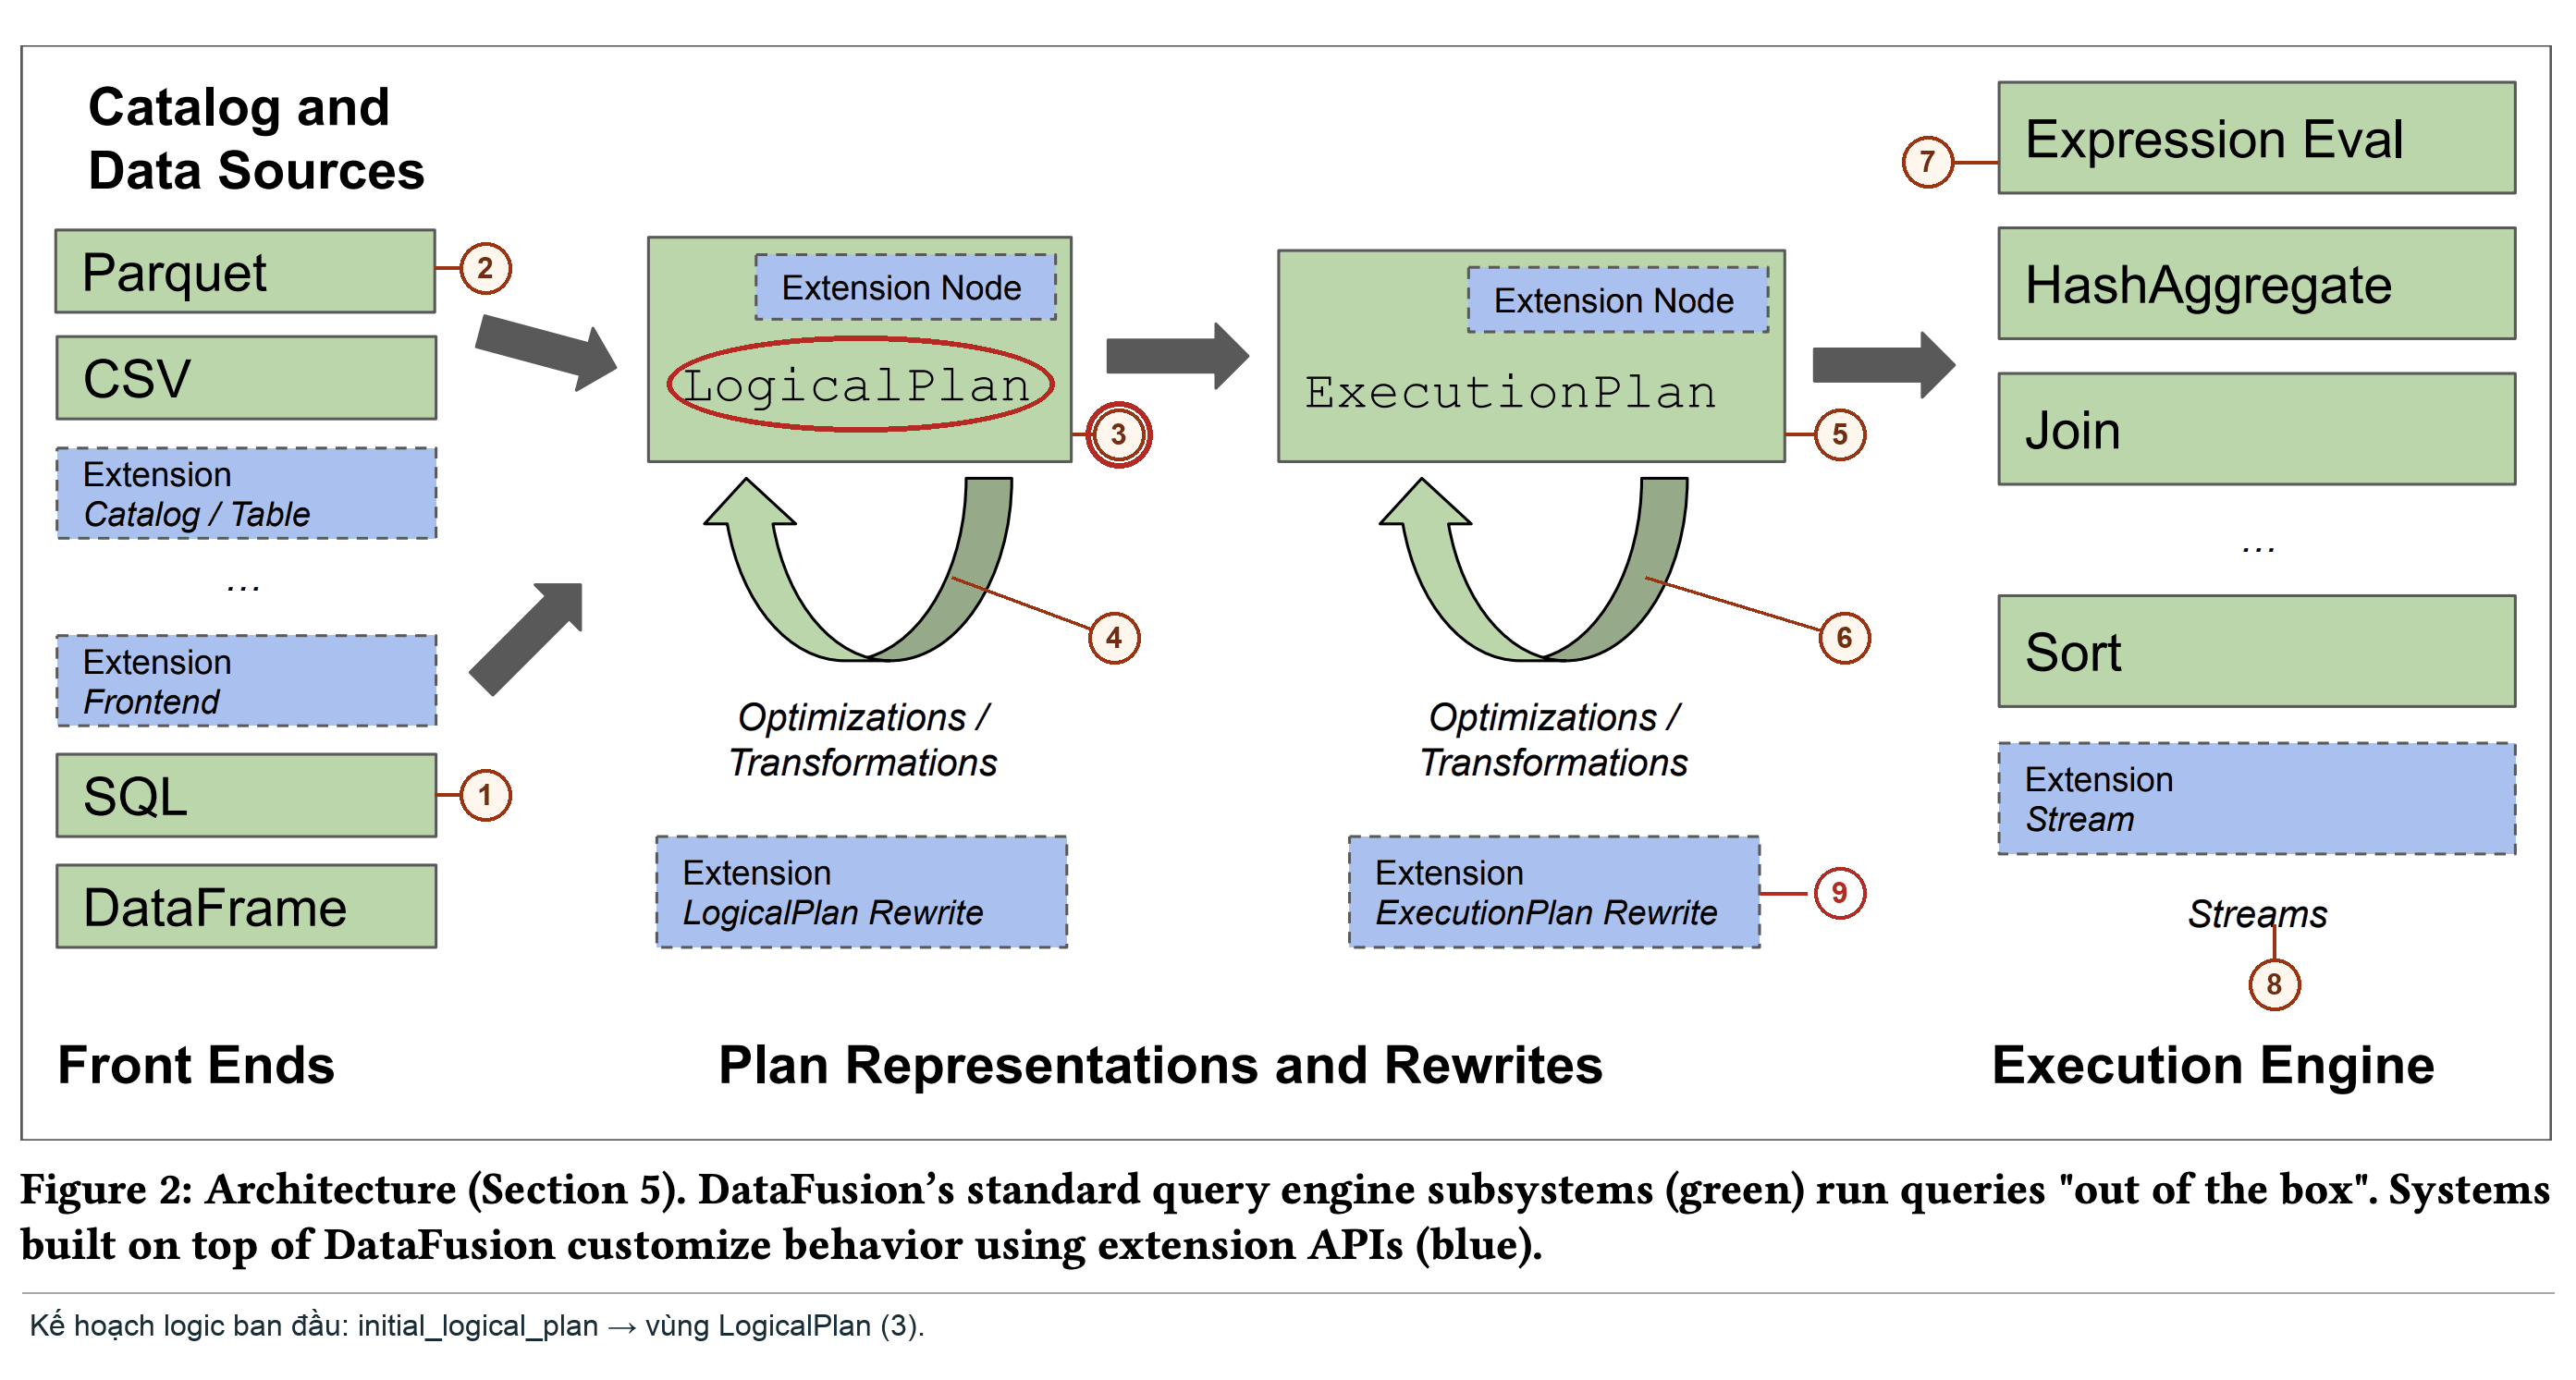 Catalog and
Data Sources
Parquet
2
CSV
Extension
Catalog / Table
...
Extension
Frontend
SQL
1
DataFrame
Front Ends
Extension Node
LogicalPlan
3
4
Optimizations /
Transformations
Extension
LogicalPlan Rewrite
Extension Node
ExecutionPlan
5
6
Optimizations /
Transformations
Extension
ExecutionPlan Rewrite
9
Plan Representations and Rewrites
7
Expression Eval
HashAggregate
Join
...
Sort
Extension
Stream
Streams
8
Execution Engine
Figure 2: Architecture (Section 5). DataFusion’s standard query engine subsystems (green) run queries "out of the box". Systems
built on top of DataFusion customize behavior using extension APIs (blue).
Kế hoạch logic ban đầu: initial_logical_plan → vùng LogicalPlan (3).